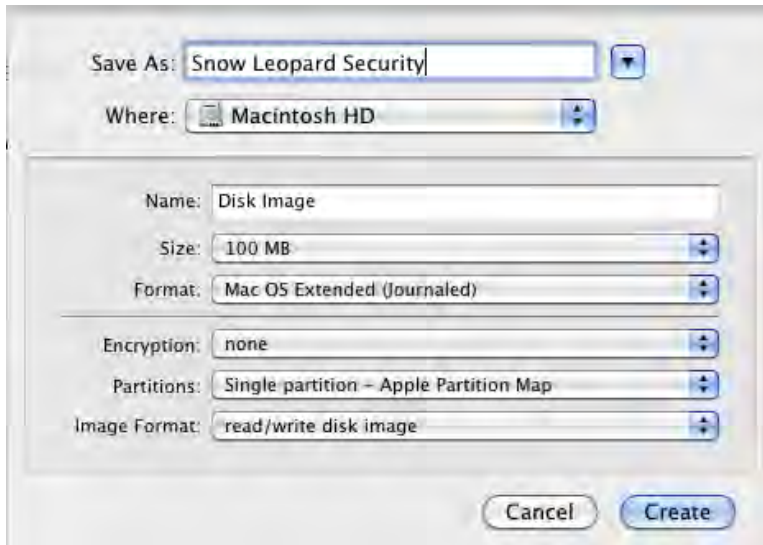 Save As: Snow Leopard Security
Where: Macintosh HD
Name: Disk Image
Size: 100 MB
Format: Mac OS Extended (Journaled)
Encryption: none
Partitions: Single partition – Apple Partition Map
Image Format: read/write disk image
Cancel Create